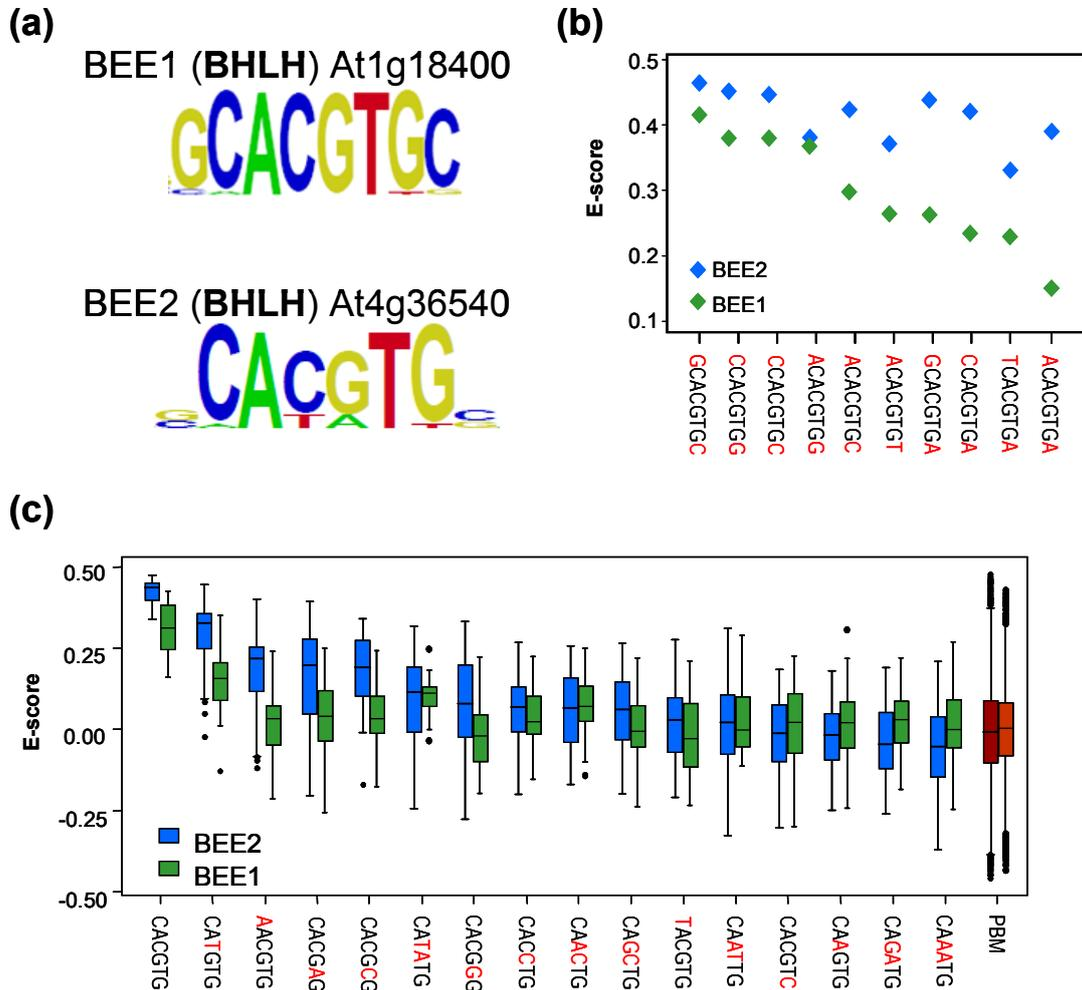 (a)
BEE1 (BHLH) At1g18400
GCACGTGC
BEE2 (BHLH) At4g36540
CACGTG
(b)
E-score
0.5
0.4
0.3
0.2
0.1
BEE2
BEE1
GCACGTGC
CCACGTGG
CCACGTGC
ACACGTGG
ACACGTGC
ACACGTGT
GCACGTGA
CCACGTGA
TCACGTGA
ACACGTGA
(c)
E-score
0.50
0.25
0.00
-0.25
-0.50
BEE2
BEE1
CACGTG
CATGTG
AACGTG
CACGAG
CACGCG
CATATG
CACGGG
CACCTG
CAACTG
CAGCTG
TACGTG
CAATTG
CACGTC
CAAGTG
CAGATG
CAAATG
PBM